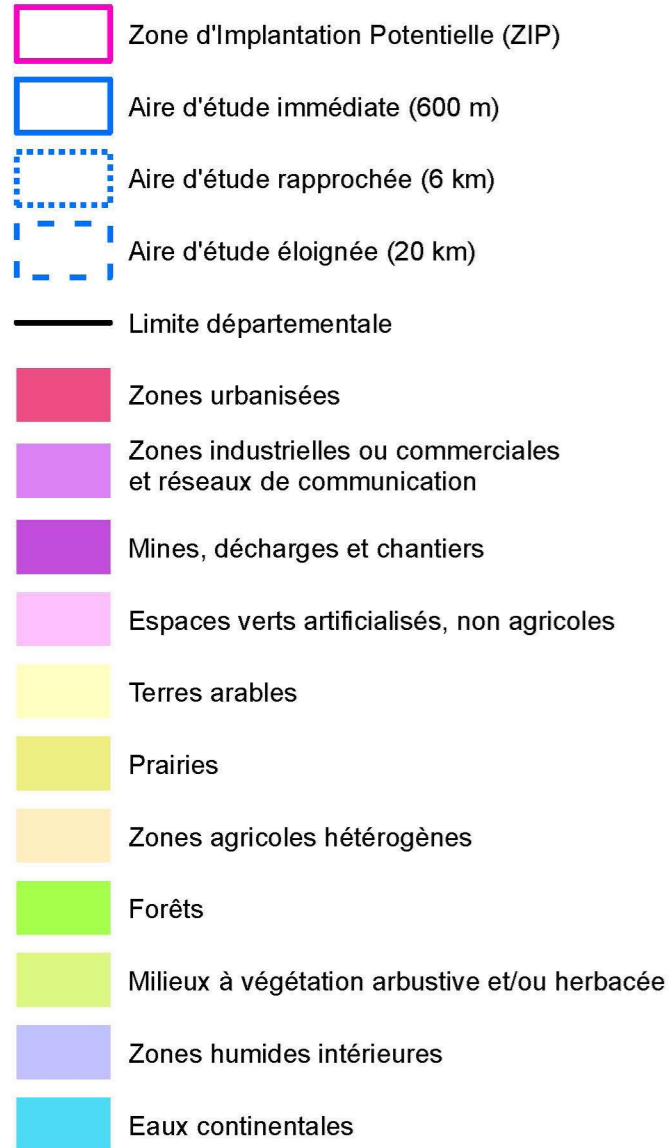 Zone d'Implantation Potentielle (ZIP)
Aire d'étude immédiate (600 m)
Aire d'étude rapprochée (6 km)
Aire d'étude éloignée (20 km)
Limite départementale
Zones urbanisées
Zones industrielles ou commerciales
et réseaux de communication
Mines, décharges et chantiers
Espaces verts artificialisés, non agricoles
Terres arables
Prairies
Zones agricoles hétérogènes
Forêts
Milieux à végétation arbustive et/ou herbacée
Zones humides intérieures
Eaux continentales